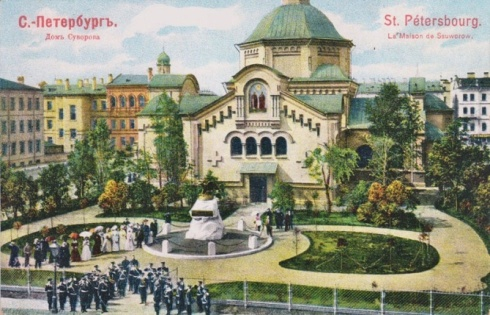 С.-Петербургъ.
Домъ Суворова
St. Pétersbourg.
La Maison de Souworow.